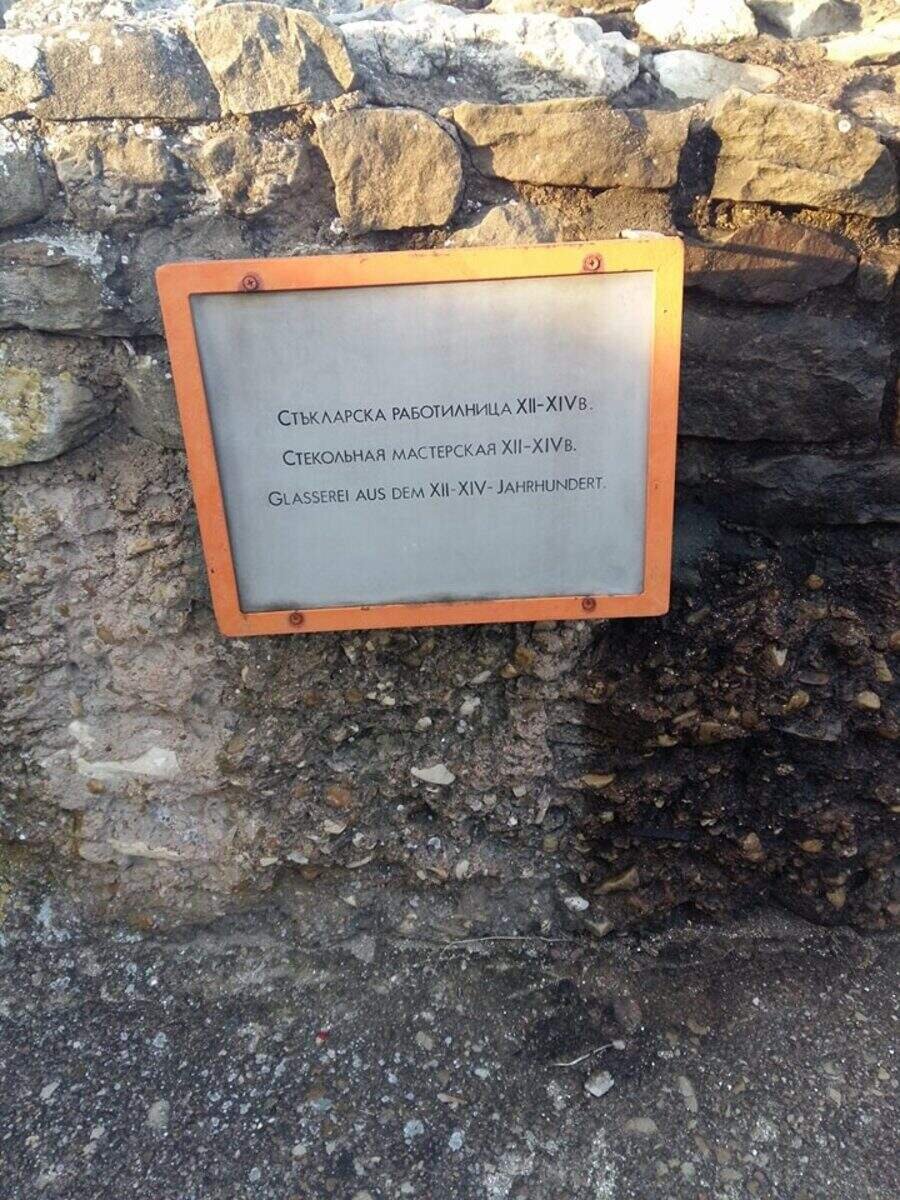 Стъкларска работилница XII-XIVв.
Стекольная мастерская XII-XIVв.
Glasserei aus dem XII-XIV-Jahrhundert.